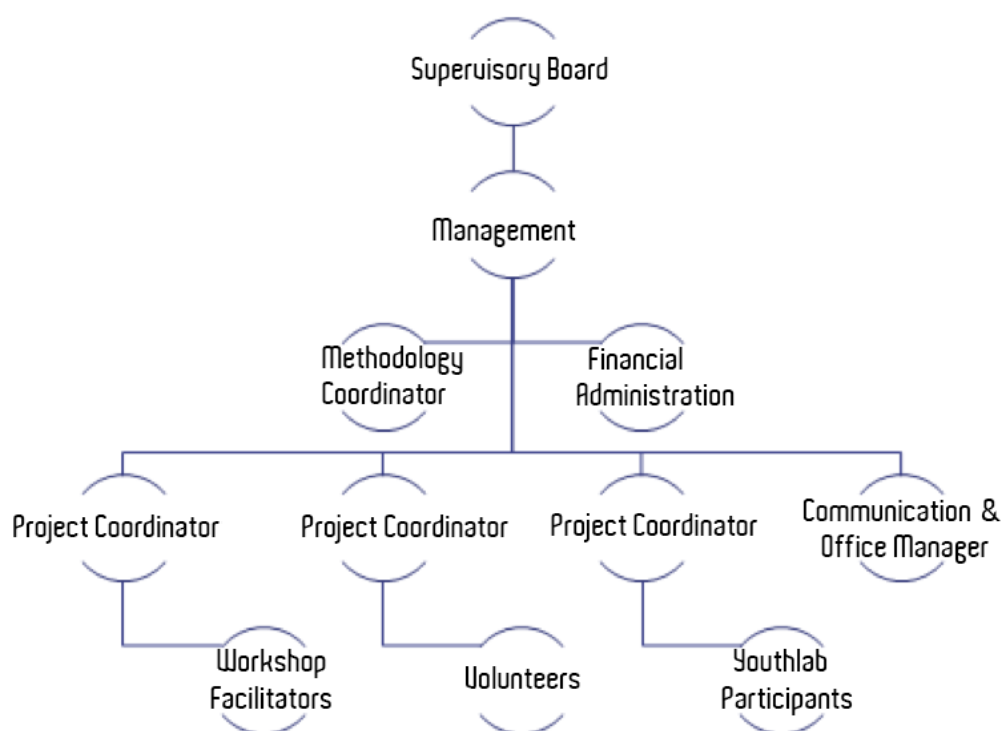 Supervisory Board
Management
Methodology
Coordinator
Financial
Administration
Project Coordinator
Project Coordinator
Project Coordinator
Communication &
Office Manager
Workshop
Facilitators
Volunteers
Youthlab
Participants